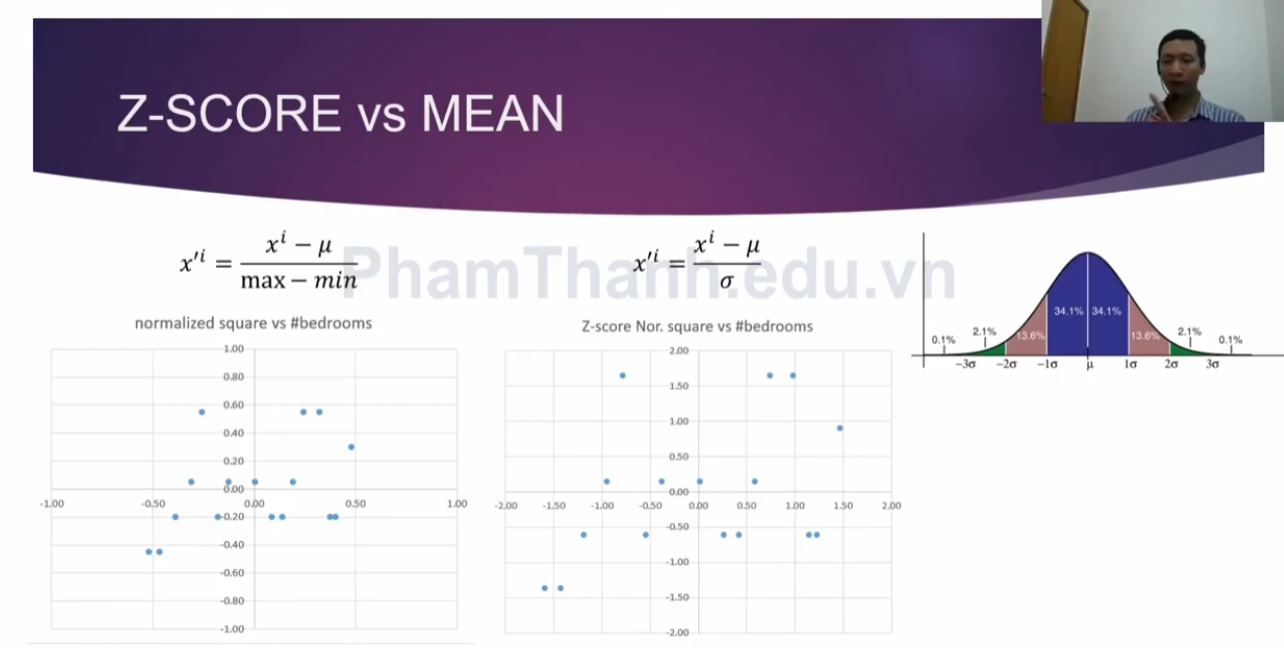 Z-SCORE vs MEAN
x'ⁱ = (xⁱ − μ) / (max − min)
x'ⁱ = (xⁱ − μ) / σ
PhamThanh.edu.vn
normalized square vs #bedrooms
1.00
0.80
0.60
0.40
0.20
0.00
-1.00 -0.50 0.00 0.50 1.00
-0.20
-0.40
-0.60
-0.80
-1.00
Z-score Nor. square vs #bedrooms
2.00
1.50
1.00
0.50
0.00
-2.00 -1.50 -1.00 -0.50 0.00 0.50 1.00 1.50 2.00
-0.50
-1.00
-1.50
-2.00
34.1% 34.1%
0.1% 2.1% 13.6% 13.6% 2.1% 0.1%
−3σ −2σ −1σ μ 1σ 2σ 3σ